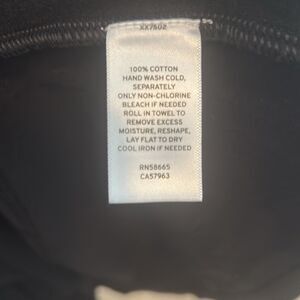 XX7502
100% COTTON
HAND WASH COLD,
SEPARATELY
ONLY NON-CHLORINE
BLEACH IF NEEDED
ROLL IN TOWEL TO
REMOVE EXCESS
MOISTURE, RESHAPE,
LAY FLAT TO DRY
COOL IRON IF NEEDED
RN58665
CA57963